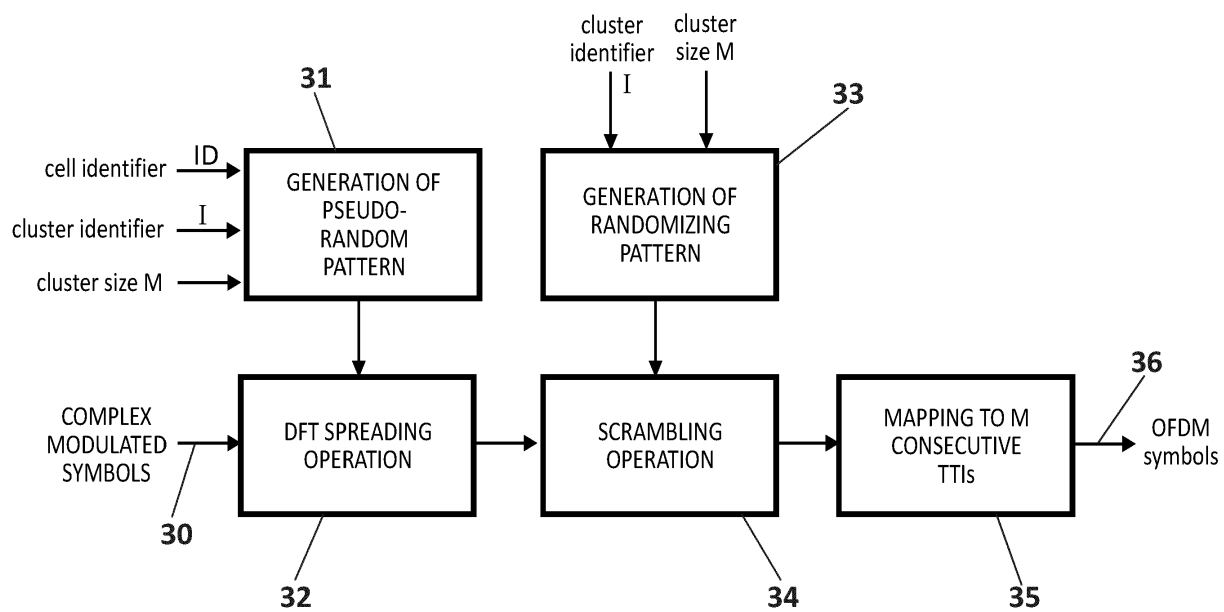 cluster
identifier
I
cluster
size M
31
33
cell identifier
ID
cluster identifier
I
cluster size M
GENERATION OF
PSEUDO-
RANDOM
PATTERN
GENERATION OF
RANDOMIZING
PATTERN
COMPLEX
MODULATED
SYMBOLS
30
DFT SPREADING
OPERATION
32
SCRAMBLING
OPERATION
34
MAPPING TO M
CONSECUTIVE
TTIs
35
36
OFDM
symbols